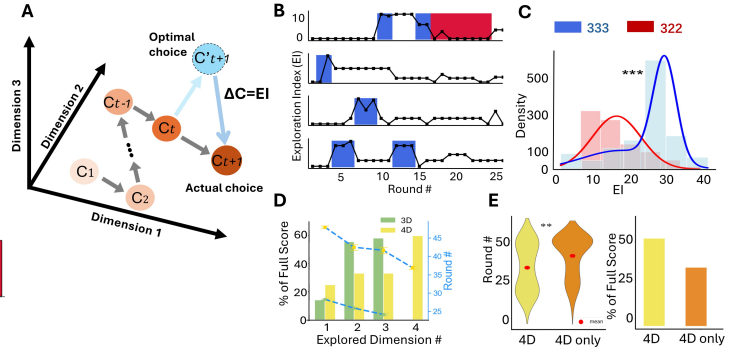 A
Optimal
choice
C't+1
Dimension 3
Dimension 2
Ct-1
Ct
ΔC=EI
C1
C2
Ct+1
Actual choice
Dimension 1
B
Exploration Index (EI)
10
0
5
10
15
20
25
Round #
C
333
322
***
Density
500
300
100
0
0
10
20
30
40
EI
D
3D
4D
% of Full Score
60
40
20
0
1
2
3
4
Explored Dimension #
45
40
35
30
25
Round #
E
**
Round #
50
25
0
mean
4D
4D only
% of Full Score
50
25
0
4D
4D only